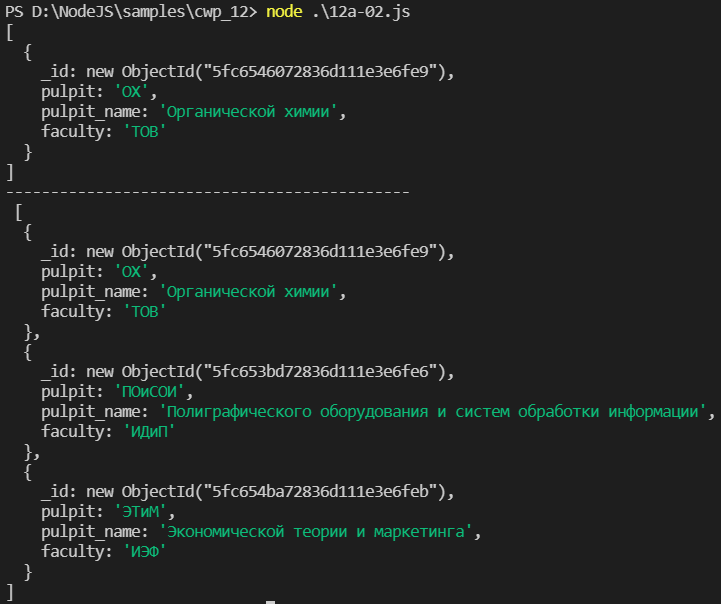 PS D:\NodeJS\samples\cwp_12> node .\12a-02.js
[
  {
    _id: new ObjectId("5fc6546072836d111e3e6fe9"),
    pulpit: 'ОХ',
    pulpit_name: 'Органической химии',
    faculty: 'ТОВ'
  }
]
---------------------------------------------
 [
  {
    _id: new ObjectId("5fc6546072836d111e3e6fe9"),
    pulpit: 'ОХ',
    pulpit_name: 'Органической химии',
    faculty: 'ТОВ'
  },
  {
    _id: new ObjectId("5fc653bd72836d111e3e6fe6"),
    pulpit: 'ПОиСОИ',
    pulpit_name: 'Полиграфического оборудования и систем обработки информации',
    faculty: 'ИДиП'
  },
  {
    _id: new ObjectId("5fc654ba72836d111e3e6feb"),
    pulpit: 'ЭТиМ',
    pulpit_name: 'Экономической теории и маркетинга',
    faculty: 'ИЭФ'
  }
]